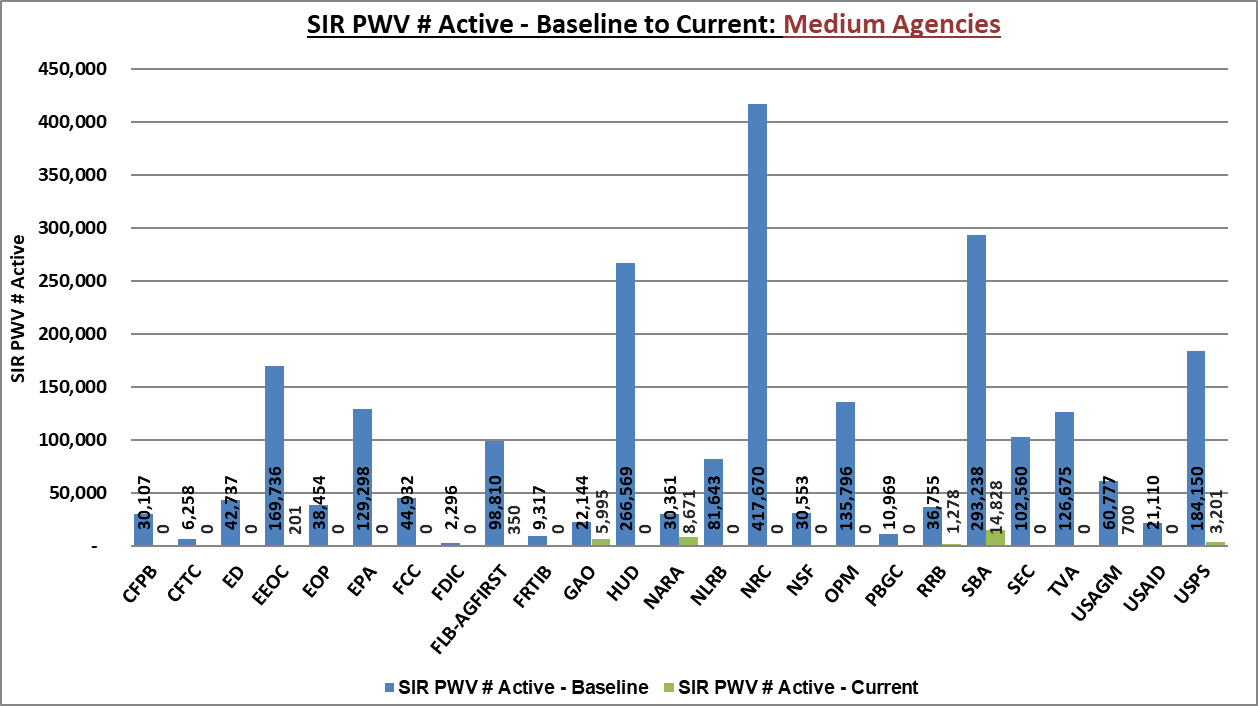 SIR PWV # Active - Baseline to Current: Medium Agencies
450,000
400,000
350,000
300,000
250,000
200,000
150,000
100,000
50,000
-
SIR PWV # Active
30,107
0
6,258
0
42,737
0
169,736
201
38,454
0
129,298
0
44,932
0
2,296
0
98,810
350
9,317
0
22,144
5,995
266,569
0
30,361
8,671
81,643
0
417,670
0
30,553
0
135,796
0
10,969
0
36,755
1,278
293,238
14,828
102,560
0
126,675
0
60,777
700
21,110
0
184,150
3,201
CFPB
CFTC
ED
EEOC
EOP
EPA
FCC
FDIC
FLB-AGFIRST
FRTIB
GAO
HUD
NARA
NLRB
NRC
NSF
OPM
PBGC
RRB
SBA
SEC
TVA
USAGM
USAID
USPS
SIR PWV # Active - Baseline
SIR PWV # Active - Current